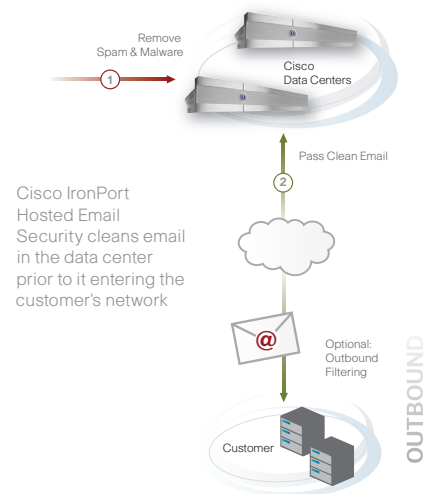 Remove
Spam & Malware
1
Cisco
Data Centers
Pass Clean Email
2
Cisco IronPort
Hosted Email
Security cleans email
in the data center
prior to it entering the
customer's network
@
Optional:
Outbound
Filtering
OUTBOUND
Customer